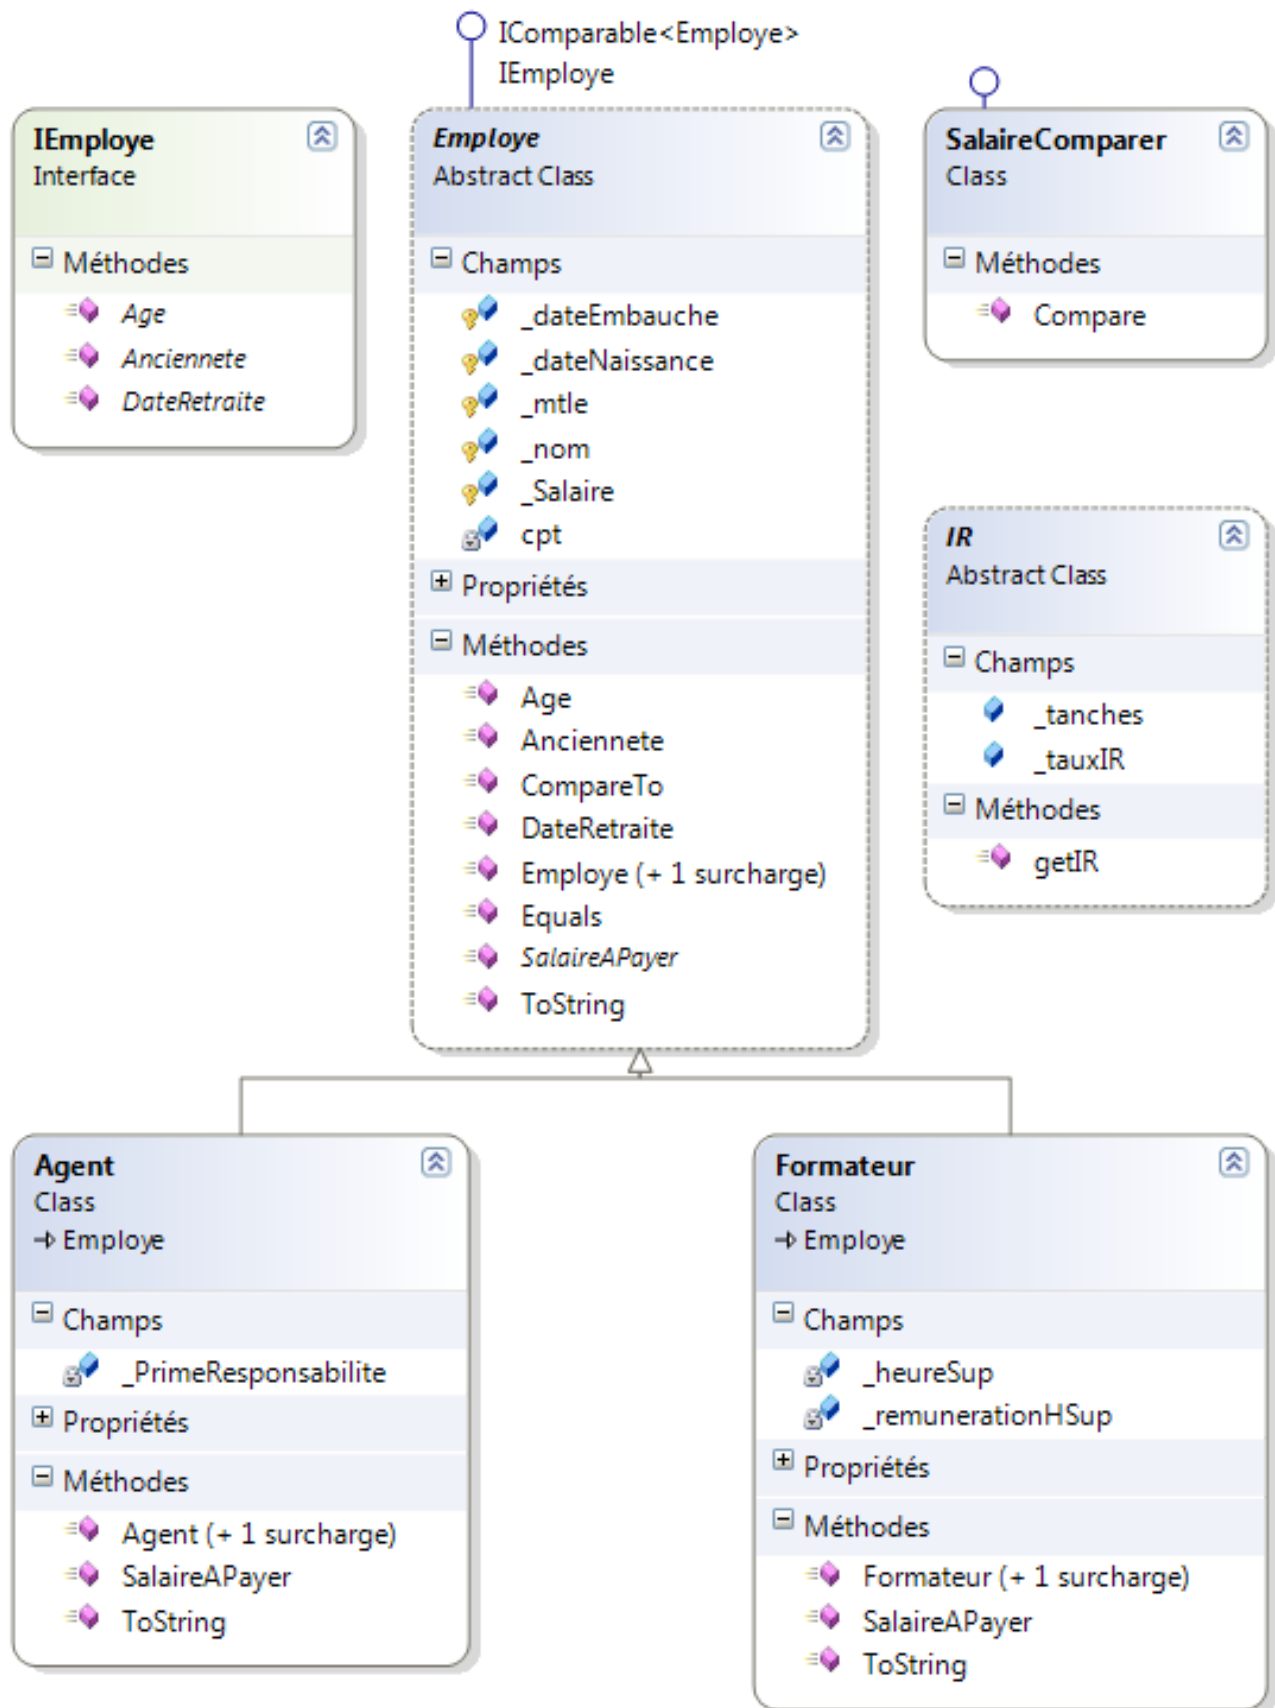 IComparable<Employe>
IEmploye
IEmploye
Interface
Méthodes
Age
Anciennete
DateRetraite
Employe
Abstract Class
Champs
_dateEmbauche
_dateNaissance
_mtle
_nom
_Salaire
cpt
Propriétés
Méthodes
Age
Anciennete
CompareTo
DateRetraite
Employe (+ 1 surcharge)
Equals
SalaireAPayer
ToString
SalaireComparer
Class
Méthodes
Compare
IR
Abstract Class
Champs
_tanches
_tauxIR
Méthodes
getIR
Agent
Class
Employe
Champs
_PrimeResponsabilite
Propriétés
Méthodes
Agent (+ 1 surcharge)
SalaireAPayer
ToString
Formateur
Class
Employe
Champs
_heureSup
_remunerationHSup
Propriétés
Méthodes
Formateur (+ 1 surcharge)
SalaireAPayer
ToString